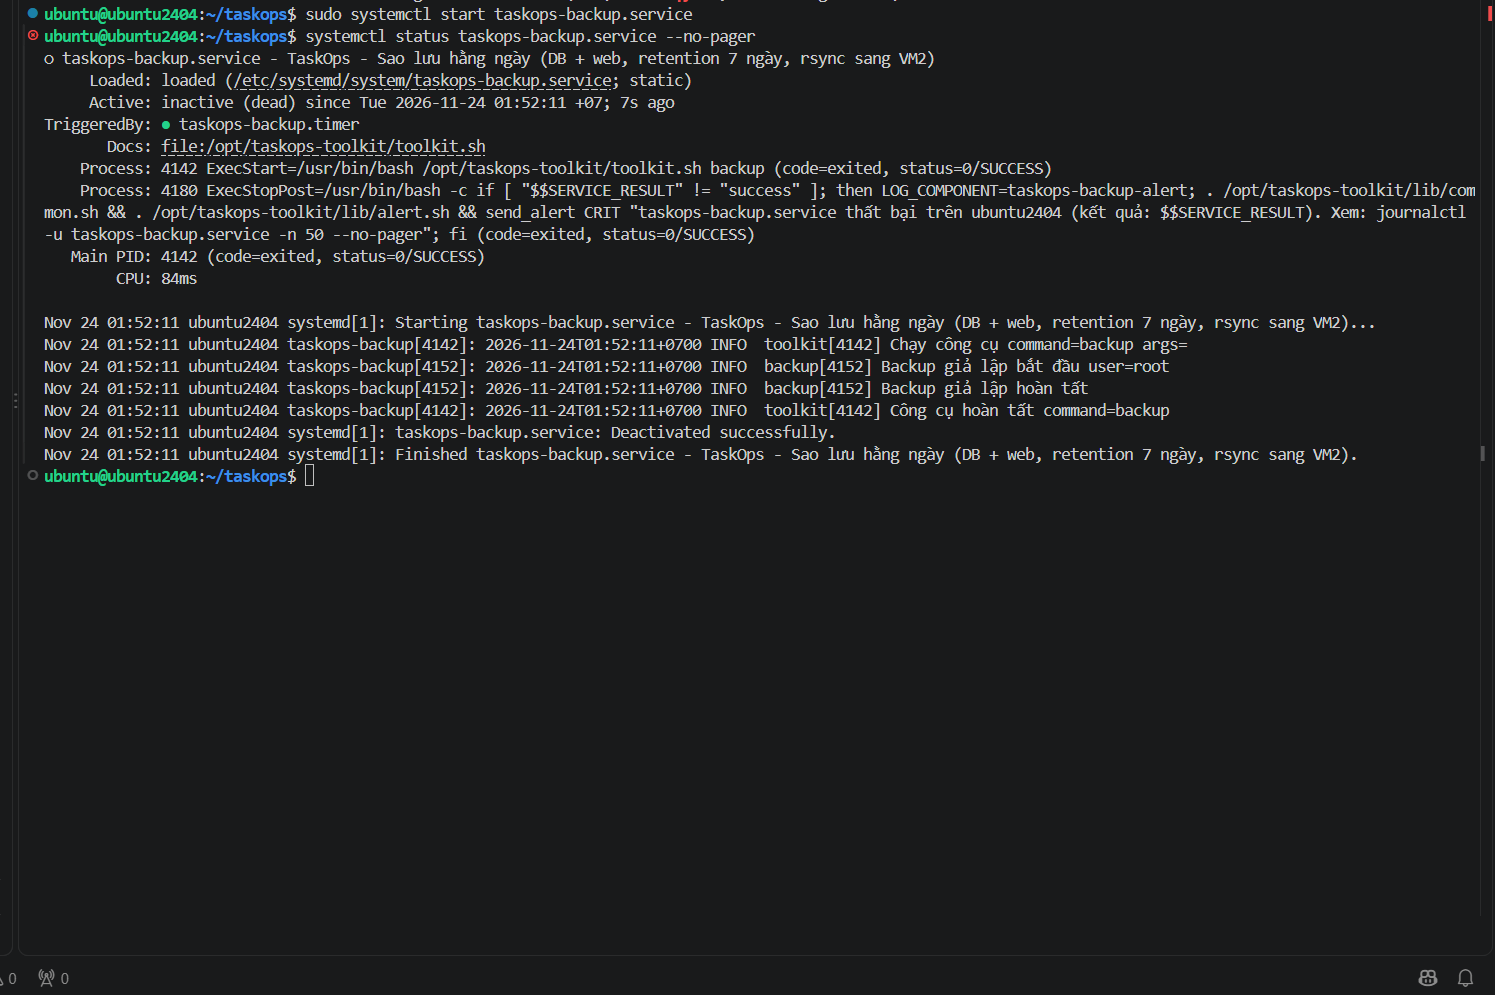 ubuntu@ubuntu2404:~/taskops$ sudo systemctl start taskops-backup.service
ubuntu@ubuntu2404:~/taskops$ systemctl status taskops-backup.service --no-pager
○ taskops-backup.service - TaskOps - Sao lưu hằng ngày (DB + web, retention 7 ngày, rsync sang VM2)
Loaded: loaded (/etc/systemd/system/taskops-backup.service; static)
Active: inactive (dead) since Tue 2026-11-24 01:52:11 +07; 7s ago
TriggeredBy: ● taskops-backup.timer
Docs: file:/opt/taskops-toolkit/toolkit.sh
Process: 4142 ExecStart=/usr/bin/bash /opt/taskops-toolkit/toolkit.sh backup (code=exited, status=0/SUCCESS)
Process: 4180 ExecStopPost=/usr/bin/bash -c if [ "$$SERVICE_RESULT" != "success" ]; then LOG_COMPONENT=taskops-backup-alert; . /opt/taskops-toolkit/lib/com
mon.sh && . /opt/taskops-toolkit/lib/alert.sh && send_alert CRIT "taskops-backup.service thất bại trên ubuntu2404 (kết quả: $$SERVICE_RESULT). Xem: journalctl
-u taskops-backup.service -n 50 --no-pager"; fi (code=exited, status=0/SUCCESS)
Main PID: 4142 (code=exited, status=0/SUCCESS)
CPU: 84ms
Nov 24 01:52:11 ubuntu2404 systemd[1]: Starting taskops-backup.service - TaskOps - Sao lưu hằng ngày (DB + web, retention 7 ngày, rsync sang VM2)...
Nov 24 01:52:11 ubuntu2404 taskops-backup[4142]: 2026-11-24T01:52:11+0700 INFO  toolkit[4142] Chạy công cụ command=backup args=
Nov 24 01:52:11 ubuntu2404 taskops-backup[4152]: 2026-11-24T01:52:11+0700 INFO  backup[4152] Backup giả lập bắt đầu user=root
Nov 24 01:52:11 ubuntu2404 taskops-backup[4152]: 2026-11-24T01:52:11+0700 INFO  backup[4152] Backup giả lập hoàn tất
Nov 24 01:52:11 ubuntu2404 taskops-backup[4142]: 2026-11-24T01:52:11+0700 INFO  toolkit[4142] Công cụ hoàn tất command=backup
Nov 24 01:52:11 ubuntu2404 systemd[1]: taskops-backup.service: Deactivated successfully.
Nov 24 01:52:11 ubuntu2404 systemd[1]: Finished taskops-backup.service - TaskOps - Sao lưu hằng ngày (DB + web, retention 7 ngày, rsync sang VM2).
ubuntu@ubuntu2404:~/taskops$
0 0